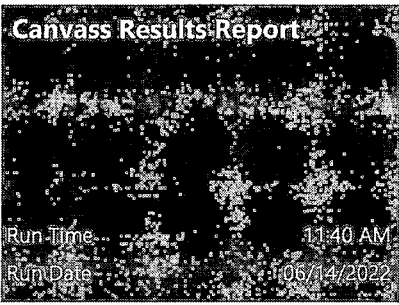 Canvass Results Report
Run Time 11:40 AM
Run Date 06/14/2022